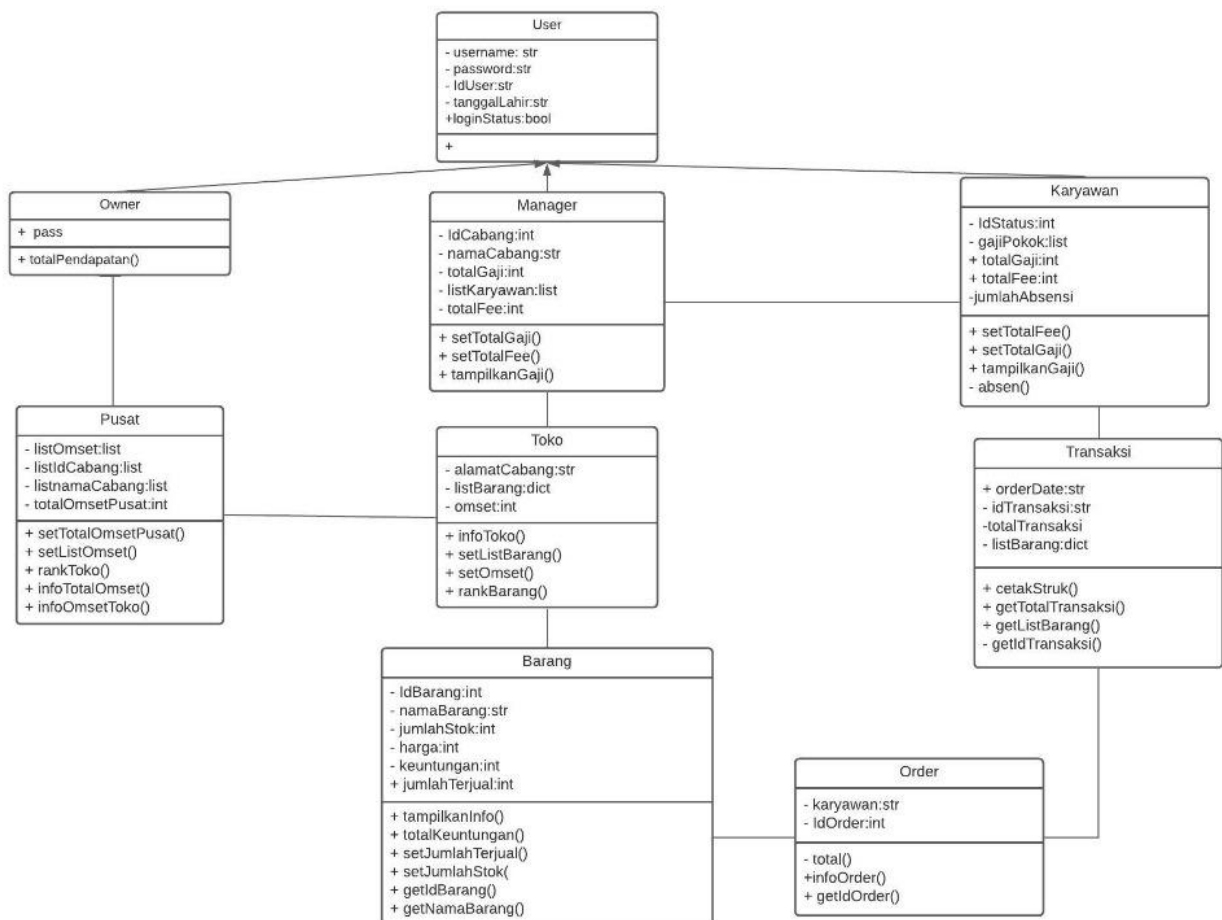 User
- username: str
- password:str
- IdUser:str
- tanggalLahir:str
+loginStatus:bool
+
Owner
+ pass
+ totalPendapatan()
Manager
- IdCabang:int
- namaCabang:str
- totalGaji:int
- listKaryawan:list
- totalFee:int
+ setTotalGaji()
+ setTotalFee()
+ tampilkanGaji()
Karyawan
- IdStatus:int
- gajiPokok:list
+ totalGaji:int
+ totalFee:int
-jumlahAbsensi
+ setTotalFee()
+ setTotalGaji()
+ tampilkanGaji()
- absen()
Pusat
- listOmset:list
- listIdCabang:list
- listnamaCabang:list
- totalOmsetPusat:int
+ setTotalOmsetPusat()
+ setListOmset()
+ rankToko()
+ infoTotalOmset()
+ infoOmsetToko()
Toko
- alamatCabang:str
- listBarang:dict
- omset:int
+ infoToko()
+ setListBarang()
+ setOmset()
+ rankBarang()
Transaksi
+ orderDate:str
- idTransaksi:str
-totalTransaksi
- listBarang:dict
+ cetakStruk()
+ getTotalTransaksi()
+ getListBarang()
- getIdTransaksi()
Barang
- IdBarang:int
- namaBarang:str
- jumlahStok:int
- harga:int
- keuntungan:int
+ jumlahTerjual:int
+ tampilkanInfo()
+ totalKeuntungan()
+ setJumlahTerjual()
+ setJumlahStok(
+ getIdBarang()
+ getNamaBarang()
Order
- karyawan:str
- IdOrder:int
- total()
+infoOrder()
+ getIdOrder()